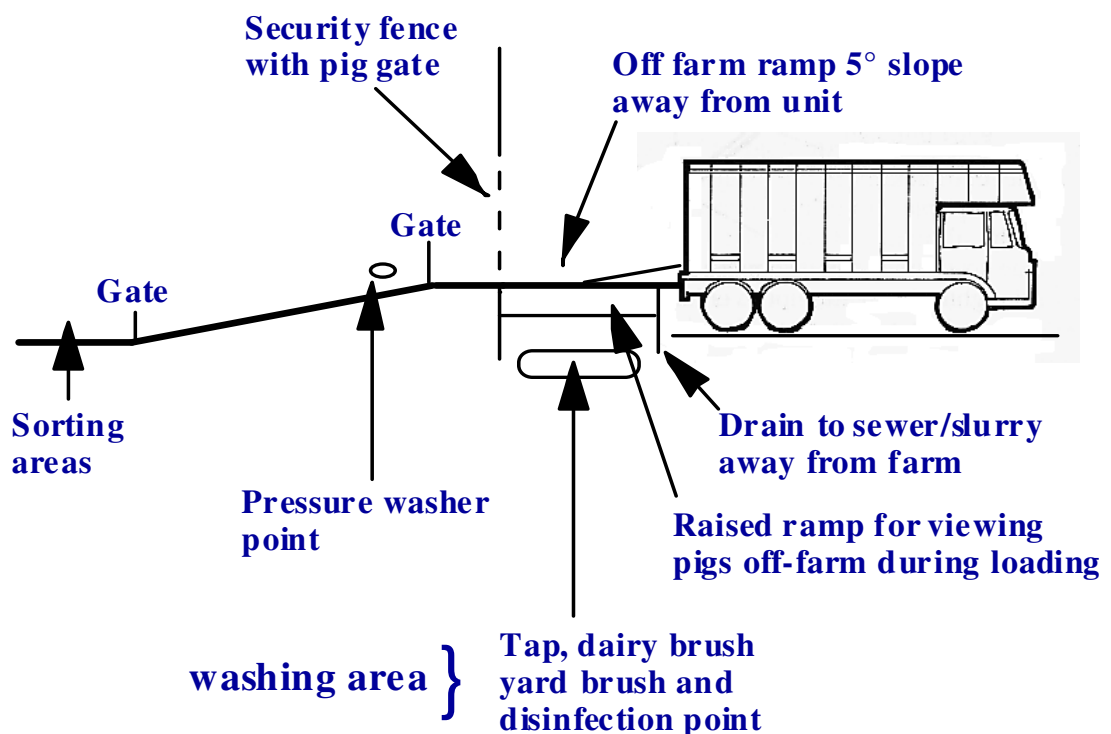 Security fence
with pig gate
Off farm ramp 5° slope
away from unit
Gate
Gate
Sorting
areas
Drain to sewer/slurry
away from farm
Pressure washer
point
Raised ramp for viewing
pigs off-farm during loading
washing area }
Tap, dairy brush
yard brush and
disinfection point